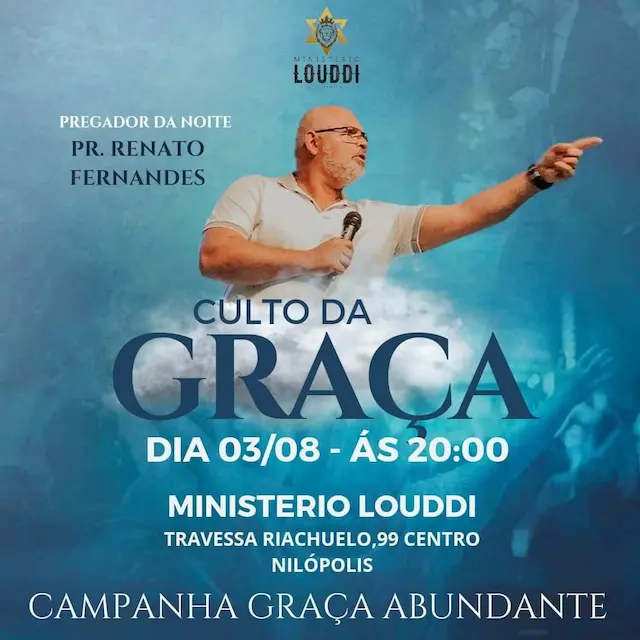 MINISTERIO
LOUDDI
PREGADOR DA NOITE
PR. RENATO
FERNANDES
CULTO DA
GRAÇA
DIA 03/08 - ÁS 20:00
MINISTERIO LOUDDI
TRAVESSA RIACHUELO,99 CENTRO
NILÓPOLIS
CAMPANHA GRAÇA ABUNDANTE